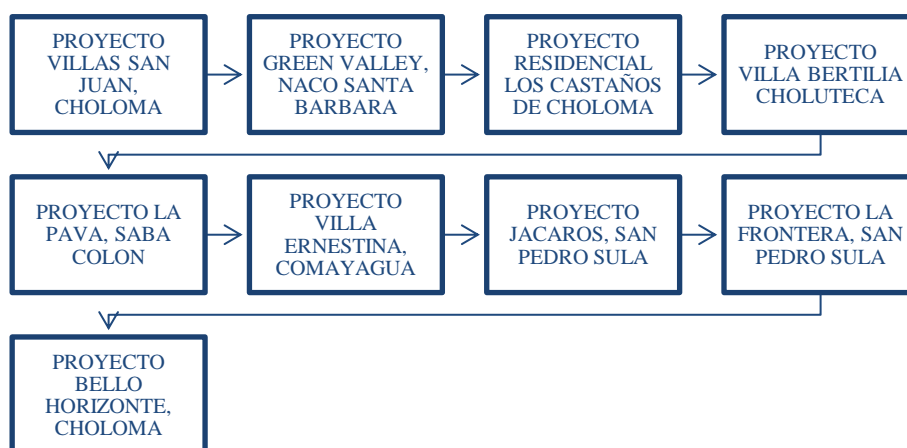 PROYECTO
VILLAS SAN
JUAN,
CHOLOMA
PROYECTO
GREEN VALLEY,
NACO SANTA
BARBARA
PROYECTO
RESIDENCIAL
LOS CASTAÑOS
DE CHOLOMA
PROYECTO
VILLA BERTILIA
CHOLUTECA
PROYECTO LA
PAVA, SABA
COLON
PROYECTO
VILLA
ERNESTINA,
COMAYAGUA
PROYECTO
JACAROS, SAN
PEDRO SULA
PROYECTO LA
FRONTERA, SAN
PEDRO SULA
PROYECTO
BELLO
HORIZONTE,
CHOLOMA